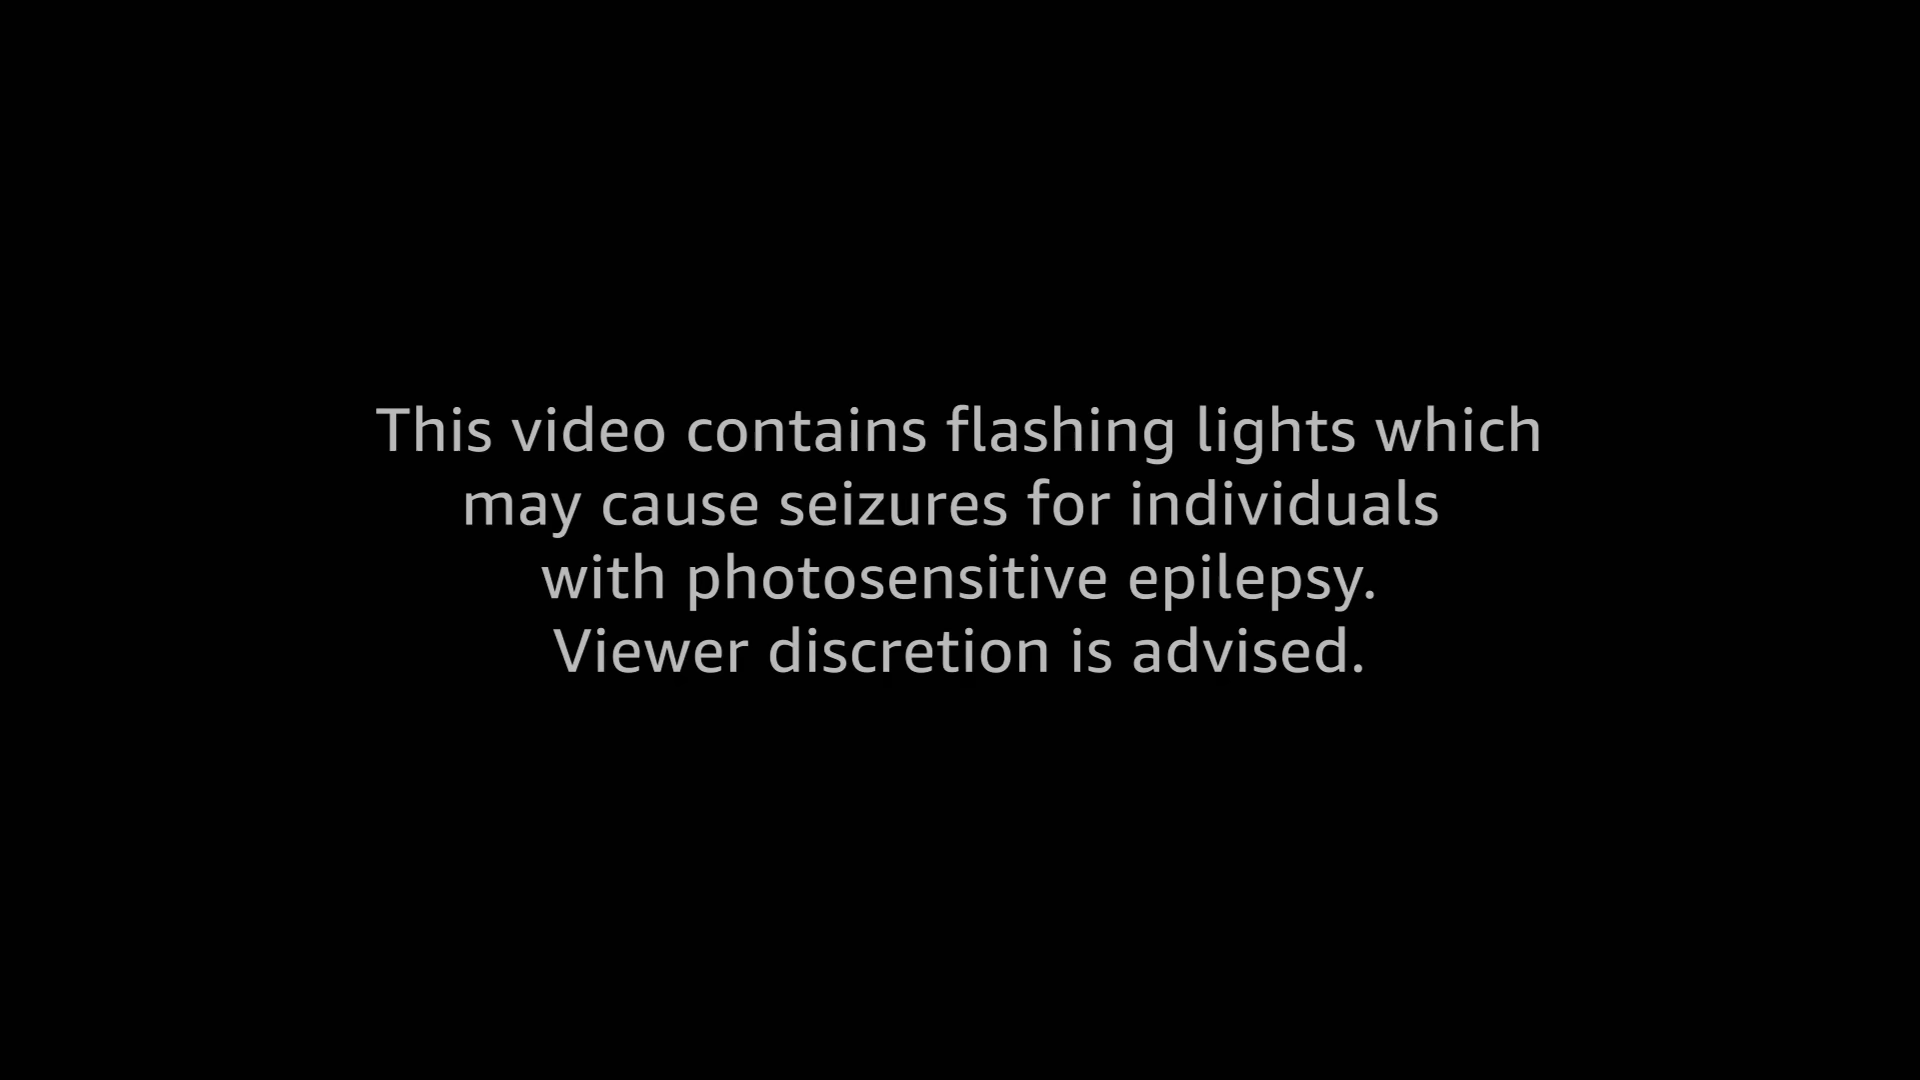 This video contains flashing lights which
may cause seizures for individuals
with photosensitive epilepsy.
Viewer discretion is advised.